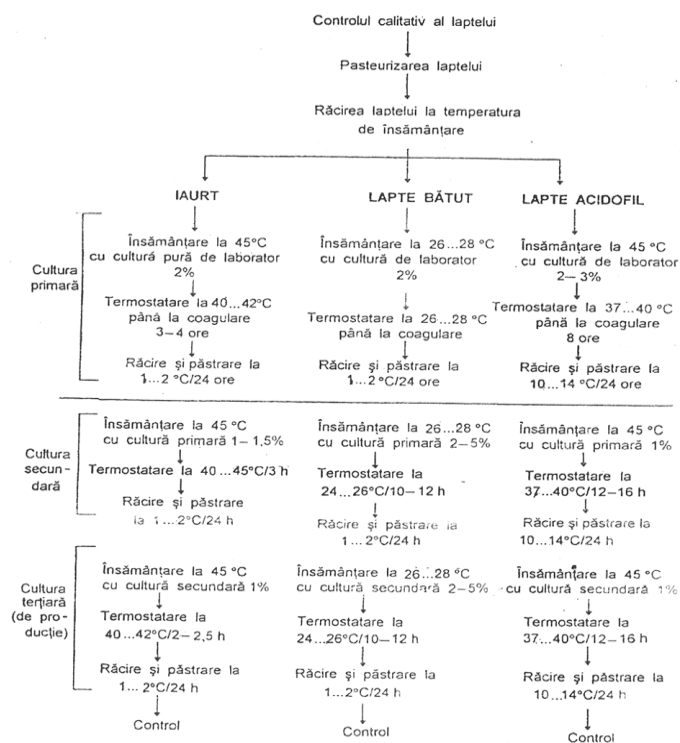 Controlul calitativ al laptelui
Pasteurizarea laptelui
Răcirea laptelui la temperatura
de însămânțare
IAURT
Însămânțare la 45°C
cu cultură pură de laborator
2%
Termostatare la 40...42°C
până la coagulare
3–4 ore
Răcire și păstrare la
1...2 °C/24 ore
LAPTE BĂTUT
Însămânțare la 26...28 °C
cu cultură de laborator
2%
Termostatare la 26...28 °C
până la coagulare
Răcire și păstrare la
1...2 °C/24 ore
LAPTE ACIDOFIL
Însămânțare la 45 °C
cu cultură de laborator
2–3%
Termostatare la 37...40 °C
până la coagulare
8 ore
Răcire și păstrare la
10...14 °C/24 ore
Cultura
primară
Cultura
secun-
dară
Însămânțare la 45 °C
cu cultură primară 1–1,5%
Termostatare la 40...45°C/3 h
Răcire și păstrare
la 1...2°C/24 h
Însămânțare la 26...28 °C
cu cultură primară 2–5%
Termostatare la
24...26°C/10–12 h
Răcire și păstrare la
1...2°C/24 h
Însămânțare la 45 °C
cu cultură primară 1%
Termostatare la
37...40°C/12–16 h
Răcire și păstrare la
10...14°C/24 h
Cultura
terțiară
(de pro-
ducție)
Însămânțare la 45 °C
cu cultură secundară 1%
Termostatare la
40...42°C/2–2,5 h
Răcire și păstrare la
1...2°C/24 h
Control
Însămânțare la 26...28 °C
cu cultură secundară 2–5%
Termostatare la
24...26°C/10–12 h
Răcire și păstrare la
1...2°C/24 h
Control
Însămânțare la 45 °C
cu cultură secundară 1%
Termostatare la
37...40°C/12–16 h
Răcire și păstrare la
10...14°C/24 h
Control